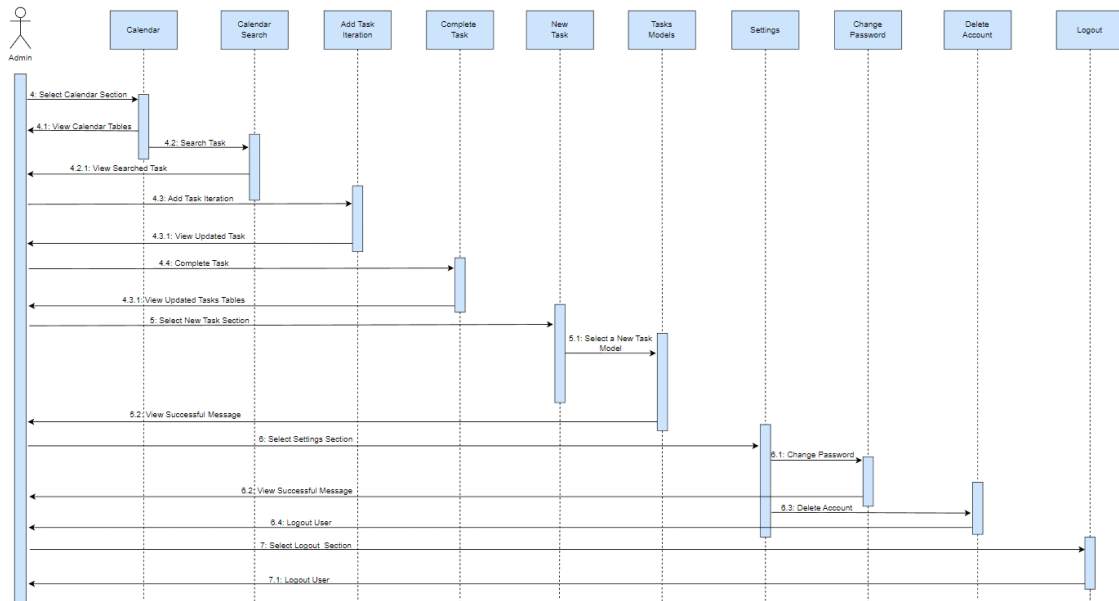 Admin
Calendar
Calendar
Search
Add Task
Iteration
Complete
Task
New
Task
Tasks
Models
Settings
Change
Password
Delete
Account
Logout
4: Select Calendar Section
4.1: View Calendar Tables
4.2: Search Task
4.2.1: View Searched Task
4.3: Add Task Iteration
4.3.1: View Updated Task
4.4: Complete Task
4.3.1: View Updated Tasks Tables
5: Select New Task Section
5.1: Select a New Task
Model
5.2: View Successful Message
6: Select Settings Section
6.1: Change Password
6.2: View Successful Message
6.3: Delete Account
6.4: Logout User
7: Select Logout Section
7.1: Logout User